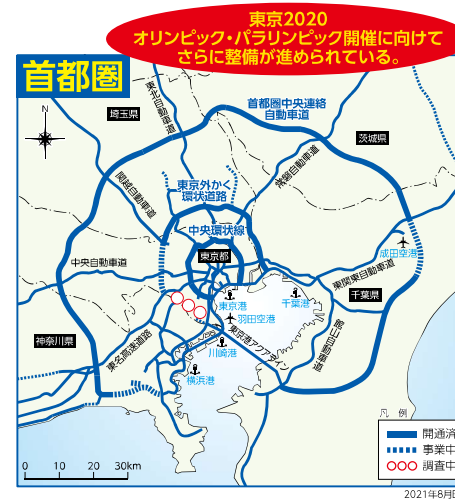 東京2020
オリンピック・パラリンピック開催に向けて
さらに整備が進められている。
首都圏
N
埼玉県
東北自動車道
首都圏中央連絡
自動車道
茨城県
関越自動車道
東京外かく
環状道路
常磐自動車道
中央環状線
中央自動車道
東京都
成田空港
東関東自動車道
千葉県
東京港
千葉港
羽田空港
神奈川県
東名高速道路
川崎港
東京港アクアライン
館山自動車道
横浜港
凡 例
開通済
事業中
調査中
0 10 20 30km
2021年8月